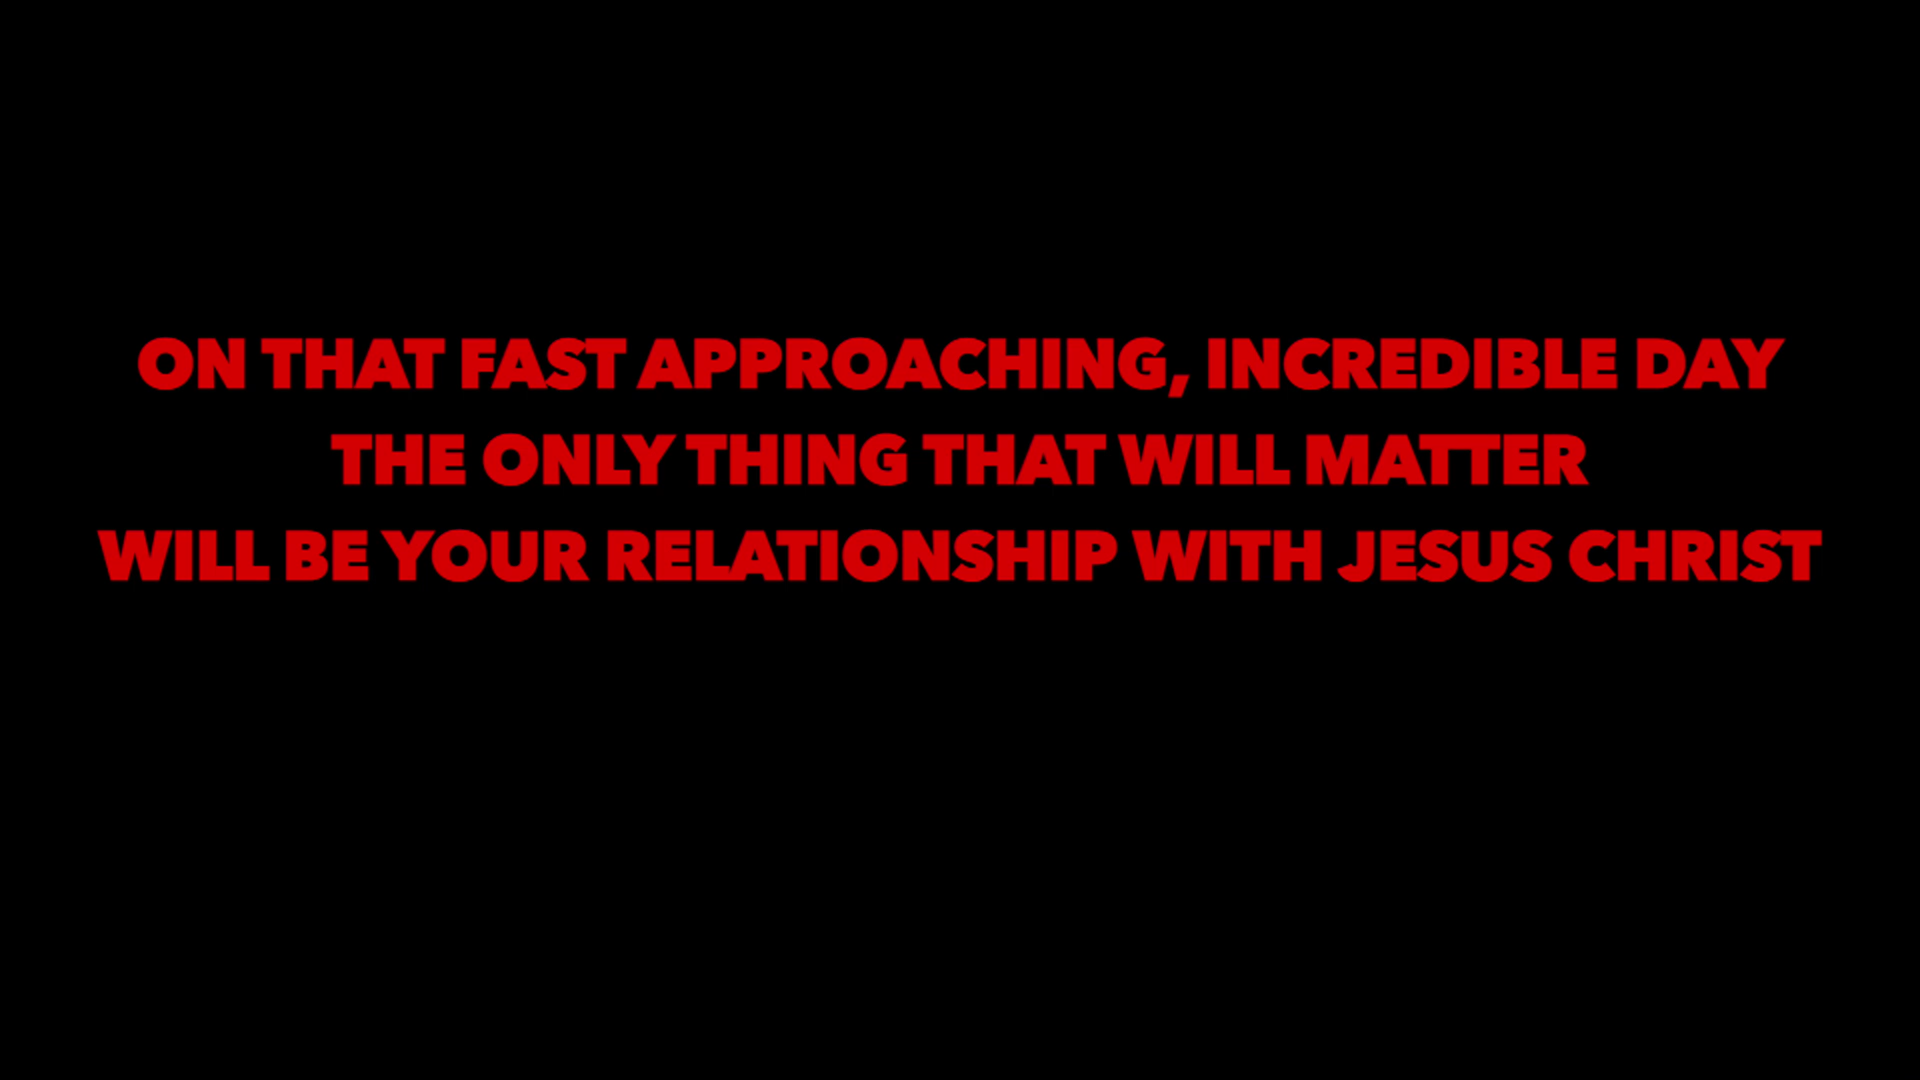 ON THAT FAST APPROACHING, INCREDIBLE DAY
THE ONLY THING THAT WILL MATTER
WILL BE YOUR RELATIONSHIP WITH JESUS CHRIST